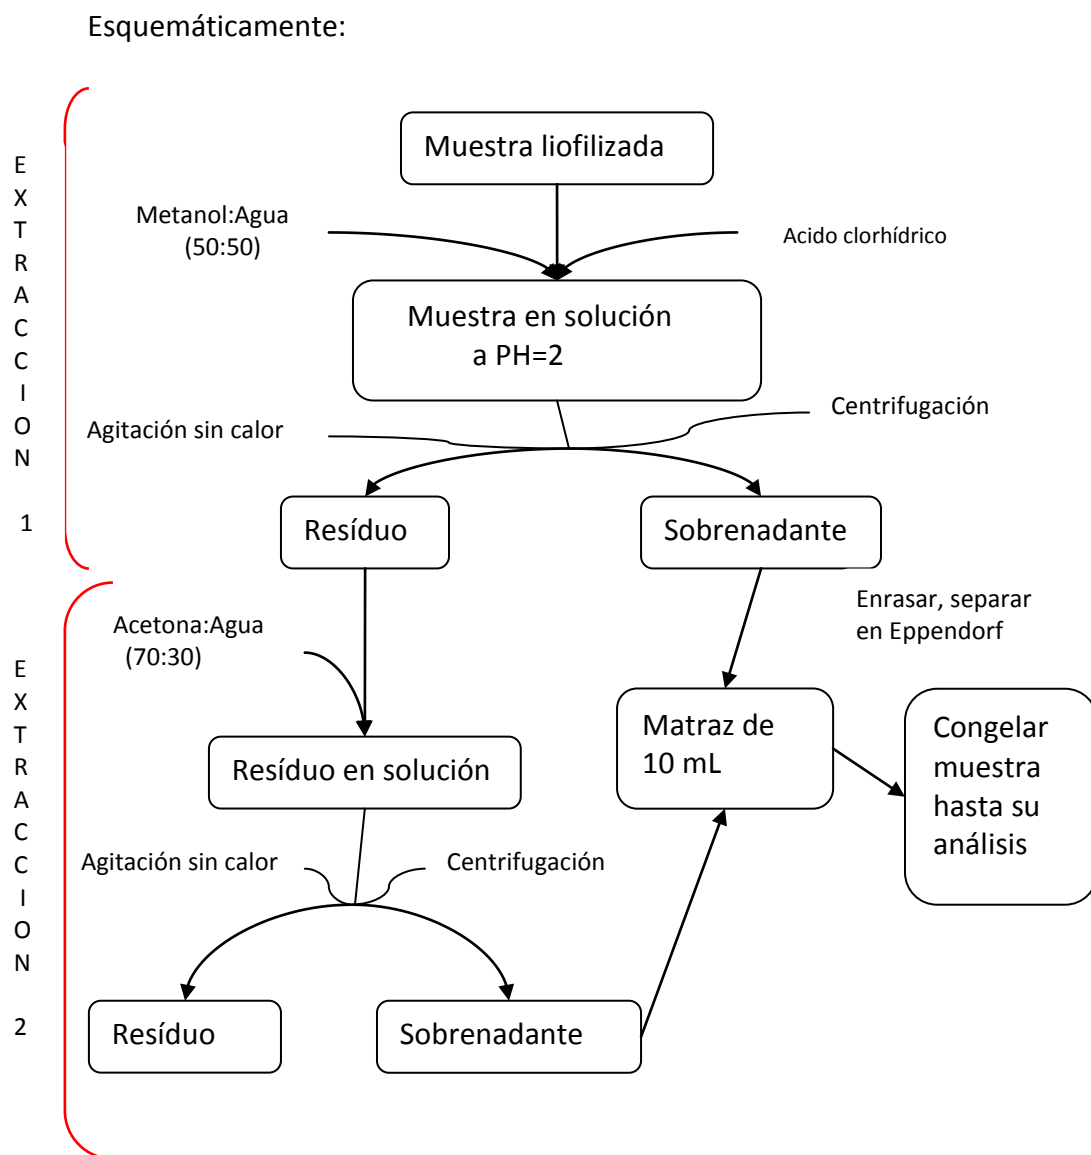 Esquemáticamente:
EXTRACCION 1
Muestra liofilizada
Metanol:Agua
(50:50)
Acido clorhídrico
Muestra en solución
a PH=2
Agitación sin calor
Centrifugación
Resíduo
Sobrenadante
EXTRACCION 2
Acetona:Agua
(70:30)
Enrasar, separar
en Eppendorf
Resíduo en solución
Matraz de
10 mL
Congelar
muestra
hasta su
análisis
Agitación sin calor
Centrifugación
Resíduo
Sobrenadante